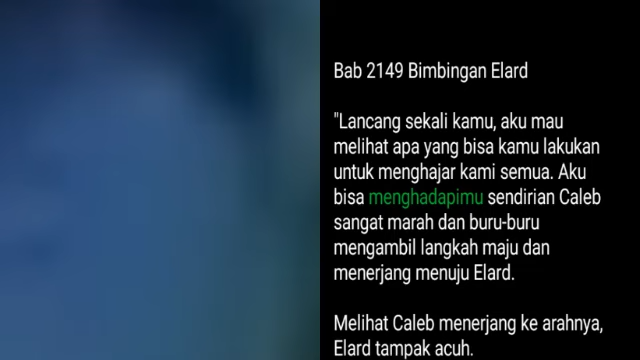 Bab 2149 Bimbingan Elard
"Lancang sekali kamu, aku mau
melihat apa yang bisa kamu lakukan
untuk menghajar kami semua. Aku
bisa menghadapimu sendirian Caleb
sangat marah dan buru-buru
mengambil langkah maju dan
menerjang menuju Elard.
Melihat Caleb menerjang ke arahnya,
Elard tampak acuh.